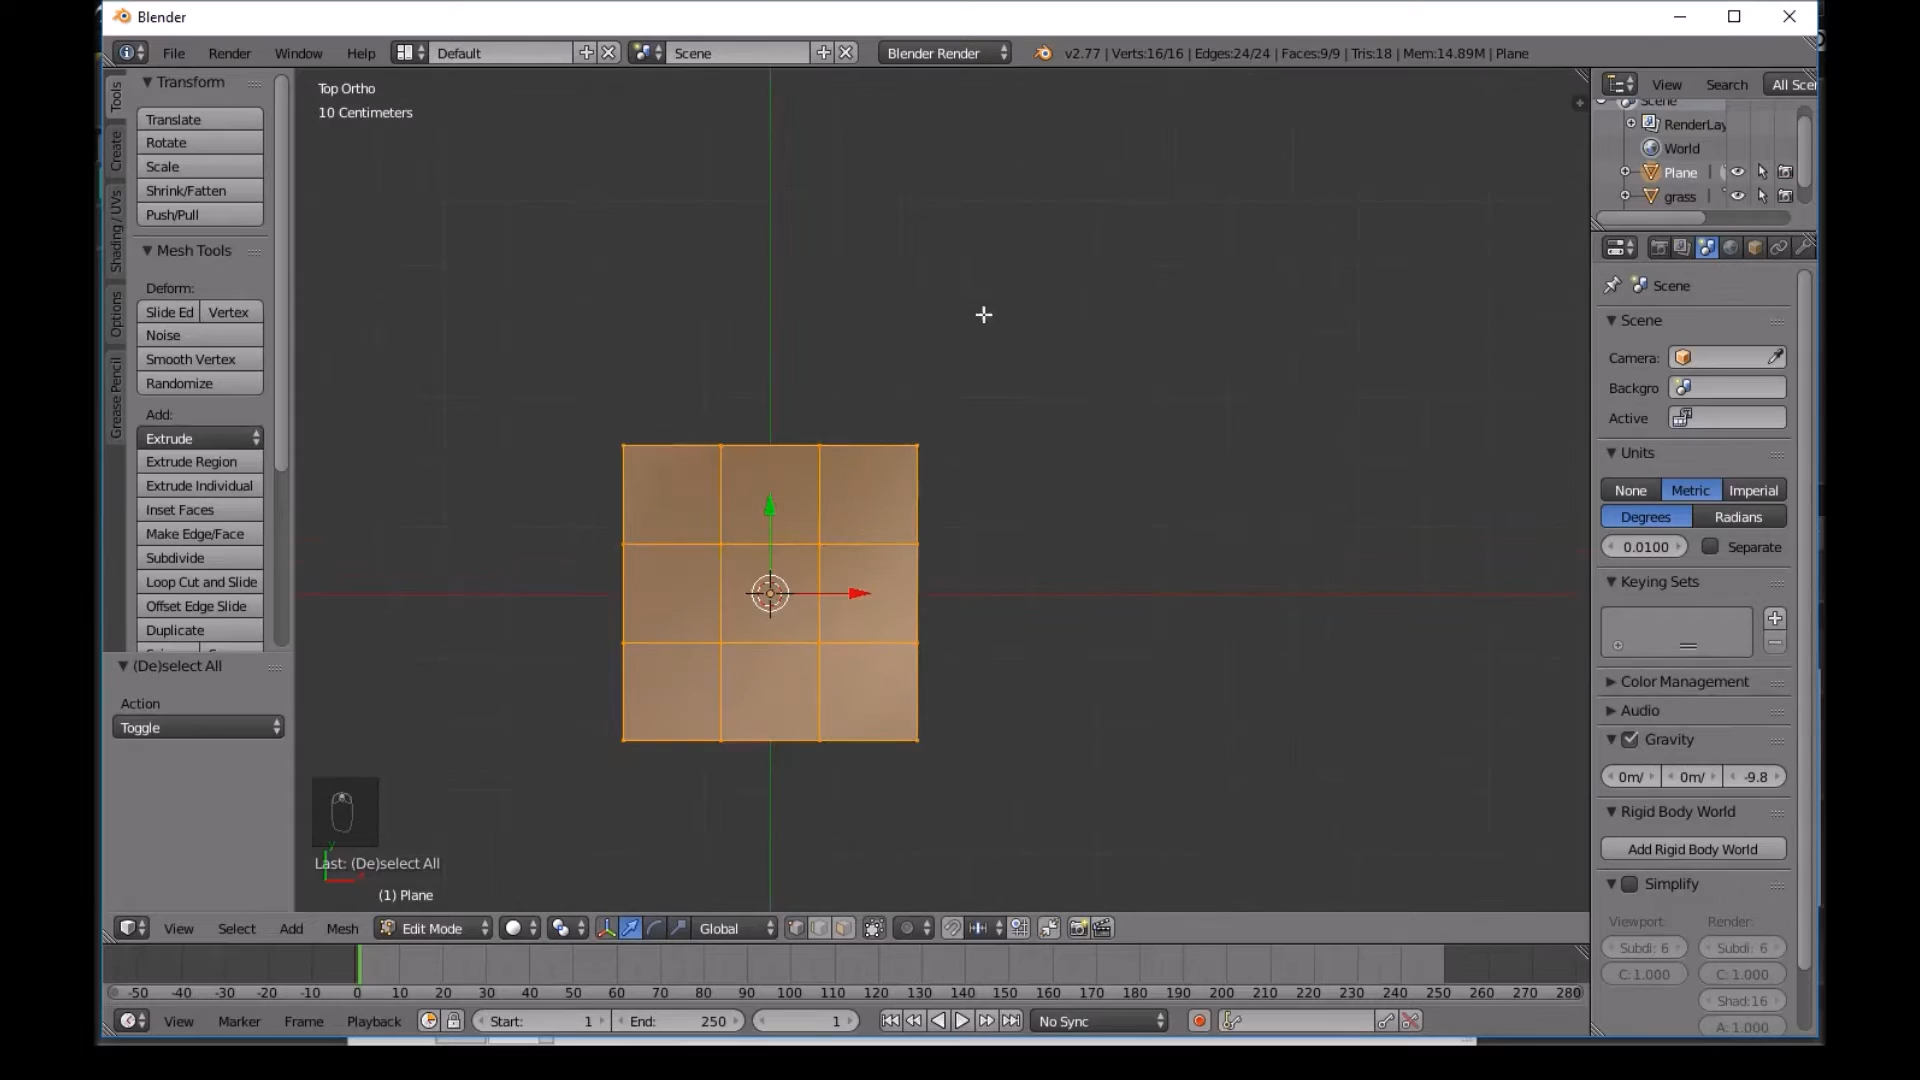 Blender
File Render Window Help Default Scene Blender Render v2.77 | Verts:16/16 | Edges:24/24 | Faces:9/9 | Tris:18 | Mem:14.89M | Plane
Tools
Create
Shading / UVs
Options
Grease Pencil
Transform
Translate
Rotate
Scale
Shrink/Fatten
Push/Pull
Mesh Tools
Deform:
Slide Ed Vertex
Noise
Smooth Vertex
Randomize
Add:
Extrude
Extrude Region
Extrude Individual
Inset Faces
Make Edge/Face
Subdivide
Loop Cut and Slide
Offset Edge Slide
Duplicate
(De)select All
Action
Toggle
Top Ortho
10 Centimeters
Last: (De)select All
(1) Plane
View Search All Scer
Scene
RenderLay
World
Plane
grass
Scene
Scene
Camera:
Backgro
Active
Units
None Metric Imperial
Degrees Radians
0.0100 Separate
Keying Sets
Color Management
Audio
Gravity
0m/ 0m/ -9.8
Rigid Body World
Add Rigid Body World
Simplify
Viewport: Render:
Subdi: 6 Subdi: 6
C: 1.000 C: 1.000
Shad:16
A: 1.000
View Select Add Mesh Edit Mode Global
-50 -40 -30 -20 -10 0 10 20 30 40 50 60 70 80 90 100 110 120 130 140 150 160 170 180 190 200 210 220 230 240 250 260 270 280
View Marker Frame Playback Start: 1 End: 250 1 No Sync